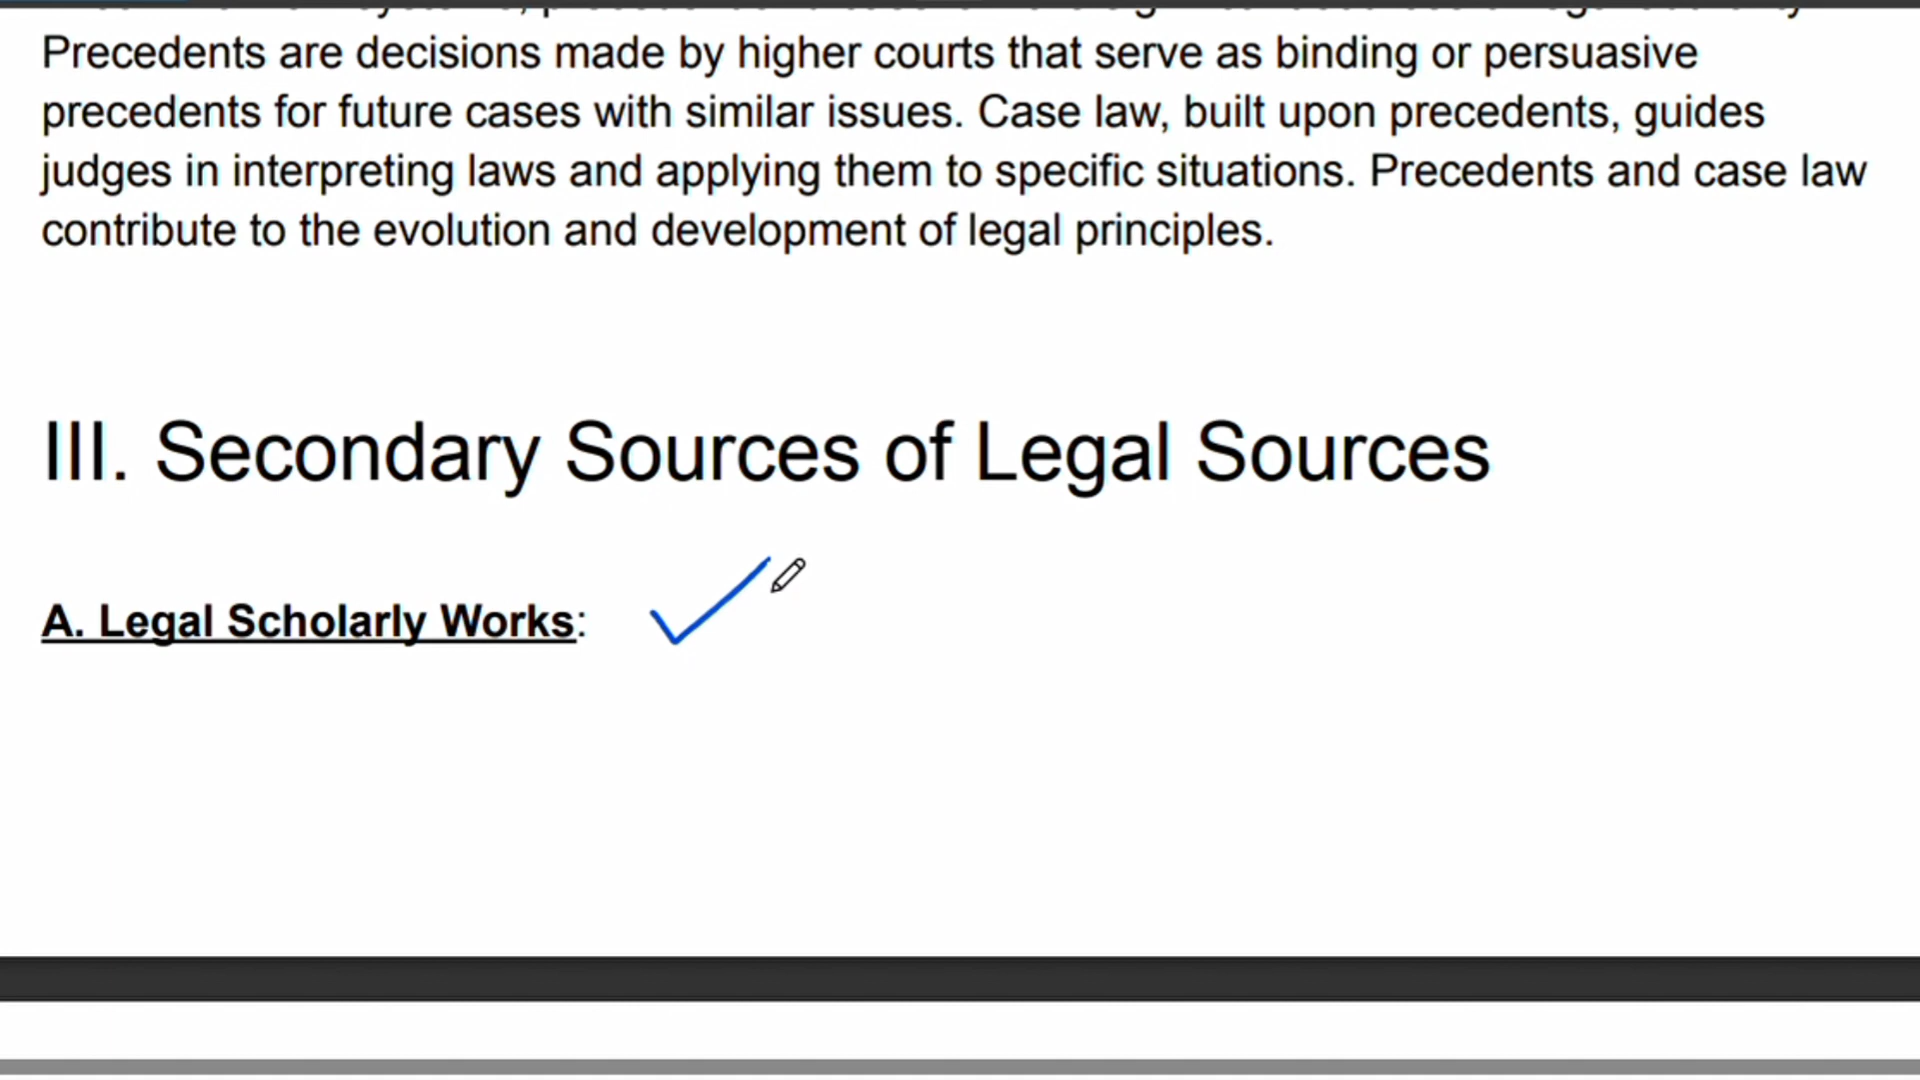 Precedents are decisions made by higher courts that serve as binding or persuasive
precedents for future cases with similar issues. Case law, built upon precedents, guides
judges in interpreting laws and applying them to specific situations. Precedents and case law
contribute to the evolution and development of legal principles.
III. Secondary Sources of Legal Sources
A. Legal Scholarly Works: